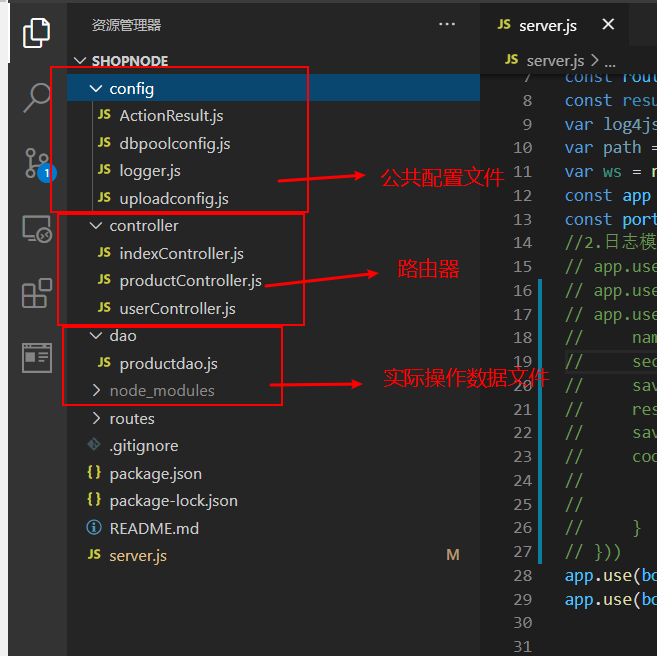 资源管理器
···
SHOPNODE
config
JS ActionResult.js
JS dbpoolconfig.js
JS logger.js
JS uploadconfig.js
controller
JS indexController.js
JS productController.js
JS userController.js
dao
JS productdao.js
node_modules
routes
.gitignore
{} package.json
{} package-lock.json
README.md
JS server.js M
1
公共配置文件
路由器
实际操作数据文件
JS server.js ×
JS server.js > ...
7 const rout
8 const resu
9 var log4js
10 var path =
11 var ws = r
12 const app
13 const port
14 //2.日志模
15 // app.use
16 // app.use
17 // app.use
18 // nam
19 // sec
20 // sav
21 // res
22 // sav
23 // coo
24 //
25 //
26 // }
27 // }))
28 app.use(bo
29 app.use(bo
30
31